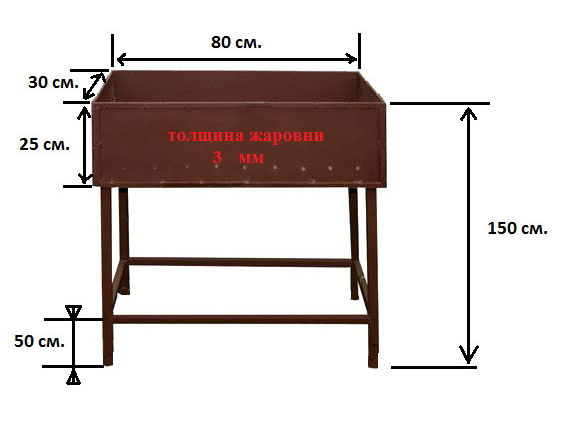 80 см.
30 см.
25 см.
толщина жаровни
3 мм
150 см.
50 см.